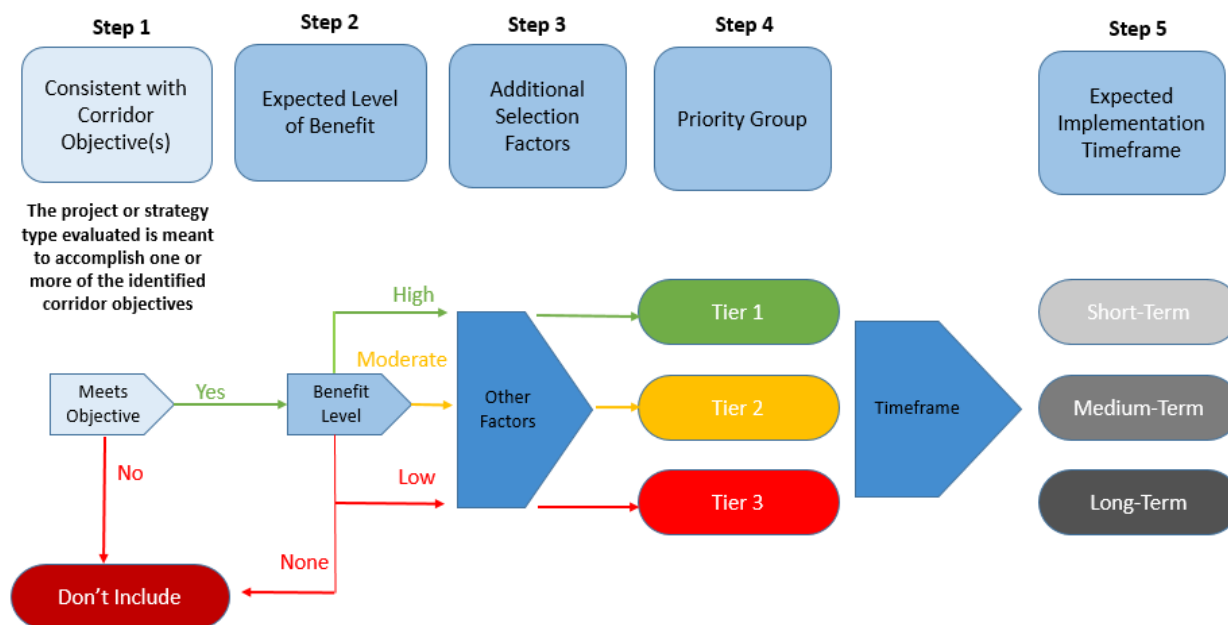 Step 1
Step 2
Step 3
Step 4
Step 5
Consistent with
Corridor
Objective(s)
Expected Level
of Benefit
Additional
Selection
Factors
Priority Group
Expected
Implementation
Timeframe
The project or strategy
type evaluated is meant
to accomplish one or
more of the identified
corridor objectives
High
Moderate
Low
None
Meets
Objective
Yes
No
Benefit
Level
Other
Factors
Tier 1
Tier 2
Tier 3
Timeframe
Short-Term
Medium-Term
Long-Term
Don't Include